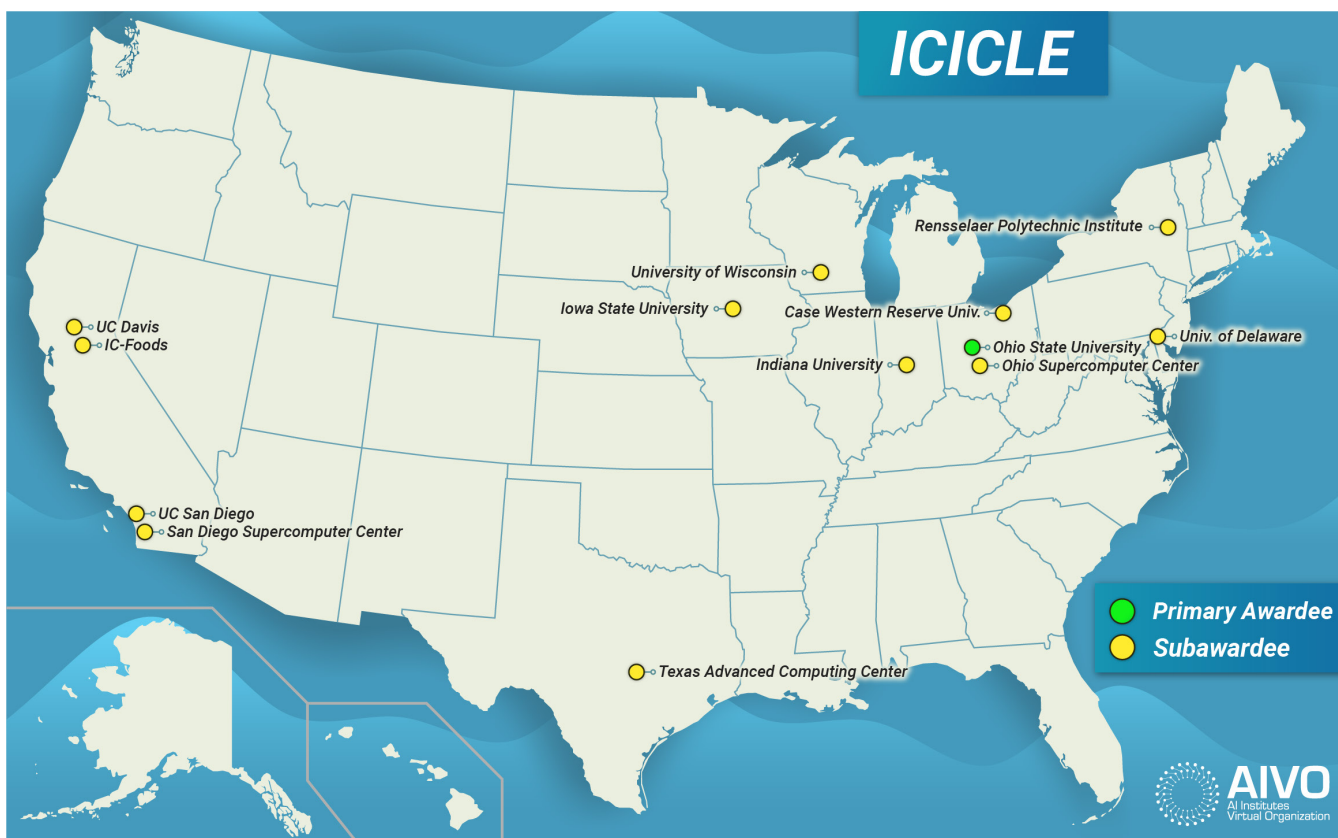 ICICLE
Rensselaer Polytechnic Institute
University of Wisconsin
Iowa State University
Case Western Reserve Univ.
UC Davis
IC-Foods
Univ. of Delaware
Ohio State University
Indiana University
Ohio Supercomputer Center
UC San Diego
San Diego Supercomputer Center
Primary Awardee
Subawardee
Texas Advanced Computing Center
AIVO
AI Institutes
Virtual Organization